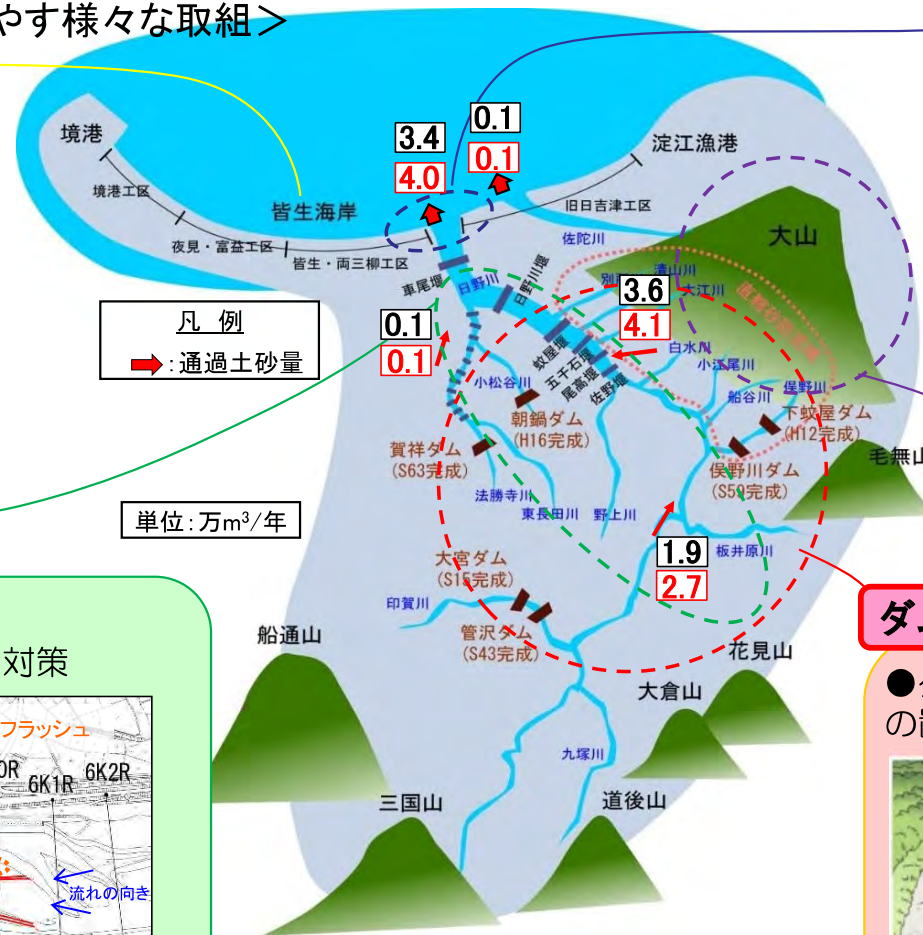 やす様々な取組＞
境港
境港工区
夜見・富益工区
皆生海岸
皆生・両三柳工区
3.4
4.0
0.1
0.1
淀江漁港
旧日吉津工区
佐陀川
大山
凡 例
：通過土砂量
車尾堰
日野川
日野川堰
清山川
大江川
3.6
4.1
0.1
0.1
蚊屋堰
五千石堰
尾高堰
佐野堰
白水川
小江尾川
船谷川
俣野川
小松谷川
朝鍋ダム
(H16完成)
賀祥ダム
(S63完成)
下蚊屋ダム
(H12完成)
俣野川ダム
(S59完成)
毛無山
法勝寺川
東長田川
野上川
単位：万m³/年
1.9
2.7
板井原川
大宮ダム
(S15完成)
印賀川
管沢ダム
(S43完成)
船通山
花見山
大倉山
九塚川
三国山
道後山
対策
フラッシュ
0R
6K1R
6K2R
流れの向き
ダ
●
の